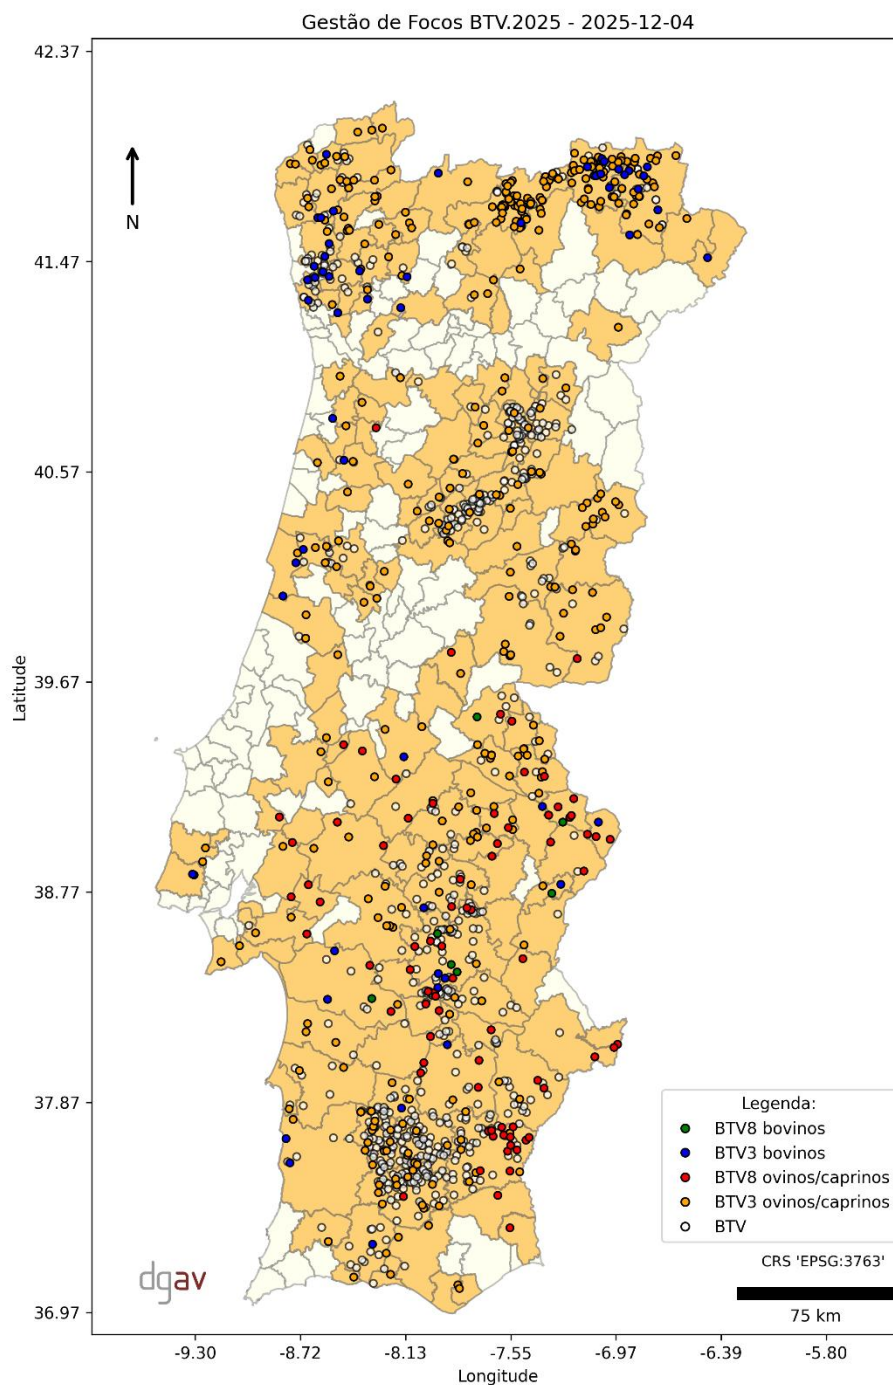 Gestão de Focos BTV.2025 - 2025-12-04
42.37
N
41.47
40.57
Latitude
39.67
38.77
37.87
Legenda:
BTV8 bovinos
BTV3 bovinos
BTV8 ovinos/caprinos
BTV3 ovinos/caprinos
BTV
CRS 'EPSG:3763'
dgav
75 km
36.97
-9.30 -8.72 -8.13 -7.55 -6.97 -6.39 -5.80
Longitude